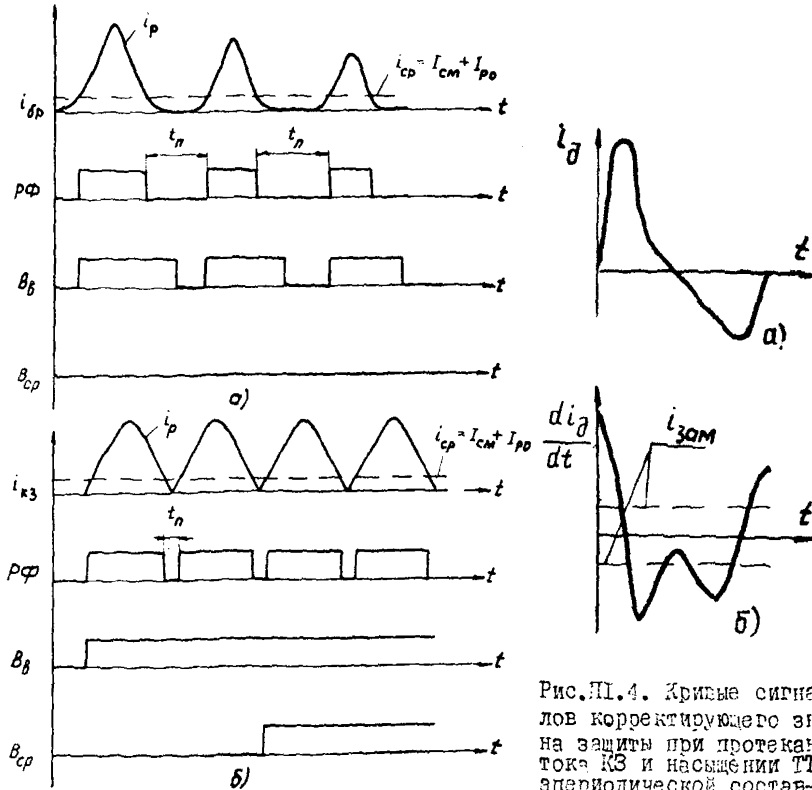 i_р
i_ср = I_см + I_ро
i_бр
t
t_п
t_п
РФ
t
В_в
t
В_ср
t
а)
i_р
i_ср = I_см + I_ро
i_кз
t
t_п
РФ
t
В_в
t
В_ср
t
б)
i_д
t
а)
di_д
dt
i_зам
t
б)
Рис.П1.4. Кривые сигна
лов корректирующего зв
на защиты при протекан
тока КЗ и насыщении ТТ
апериодической состав-